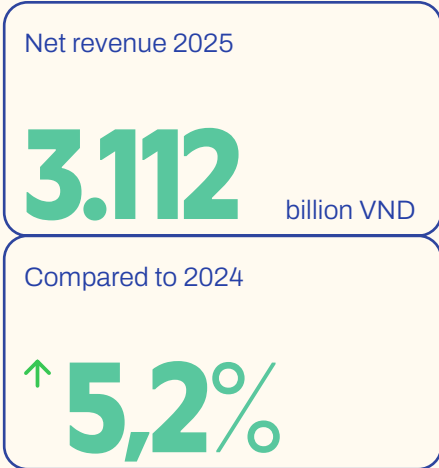 Net revenue 2025
3.112 billion VND
Compared to 2024
↑ 5,2%